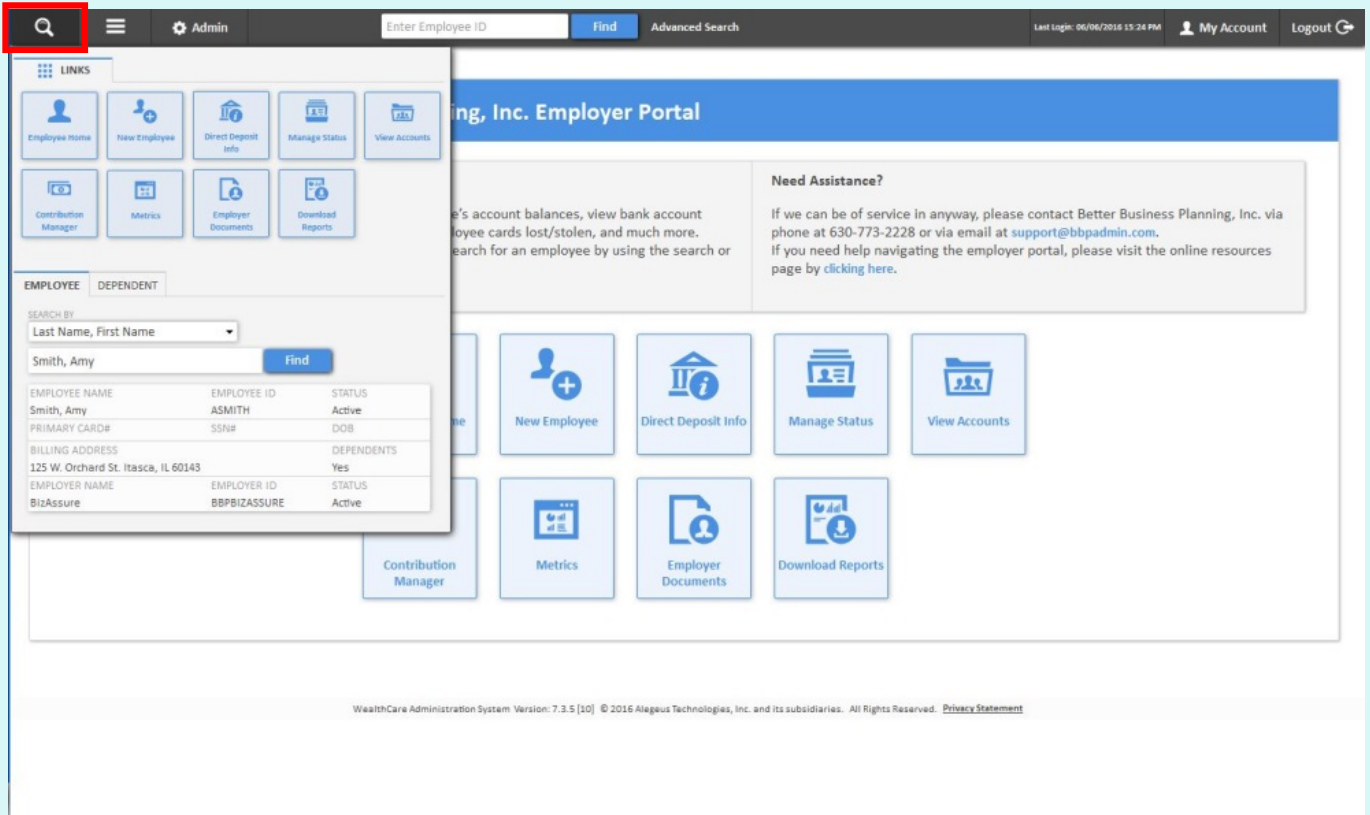 Admin
Enter Employee ID
Find
Advanced Search
Last Login: 06/06/2016 15:24 PM
My Account
Logout
LINKS
Employee Home
New Employee
Direct Deposit
Info
Manage Status
View Accounts
Contribution
Manager
Metrics
Employer
Documents
Download
Reports
EMPLOYEE
DEPENDENT
SEARCH BY
Last Name, First Name
Smith, Amy
Find
EMPLOYEE NAME EMPLOYEE ID STATUS
Smith, Amy ASMITH Active
PRIMARY CARD# SSN# DOB
BILLING ADDRESS DEPENDENTS
125 W. Orchard St. Itasca, IL 60143 Yes
EMPLOYER NAME EMPLOYER ID STATUS
BizAssure BBPBIZASSURE Active
ing, Inc. Employer Portal
e's account balances, view bank account
loyee cards lost/stolen, and much more.
earch for an employee by using the search or
Need Assistance?
If we can be of service in anyway, please contact Better Business Planning, Inc. via
phone at 630-773-2228 or via email at support@bbpadmin.com.
If you need help navigating the employer portal, please visit the online resources
page by clicking here.
me
New Employee
Direct Deposit Info
Manage Status
View Accounts
Contribution
Manager
Metrics
Employer
Documents
Download Reports
WealthCare Administration System Version: 7.3.5 [10] © 2016 Alegeus Technologies, Inc. and its subsidiaries. All Rights Reserved. Privacy Statement